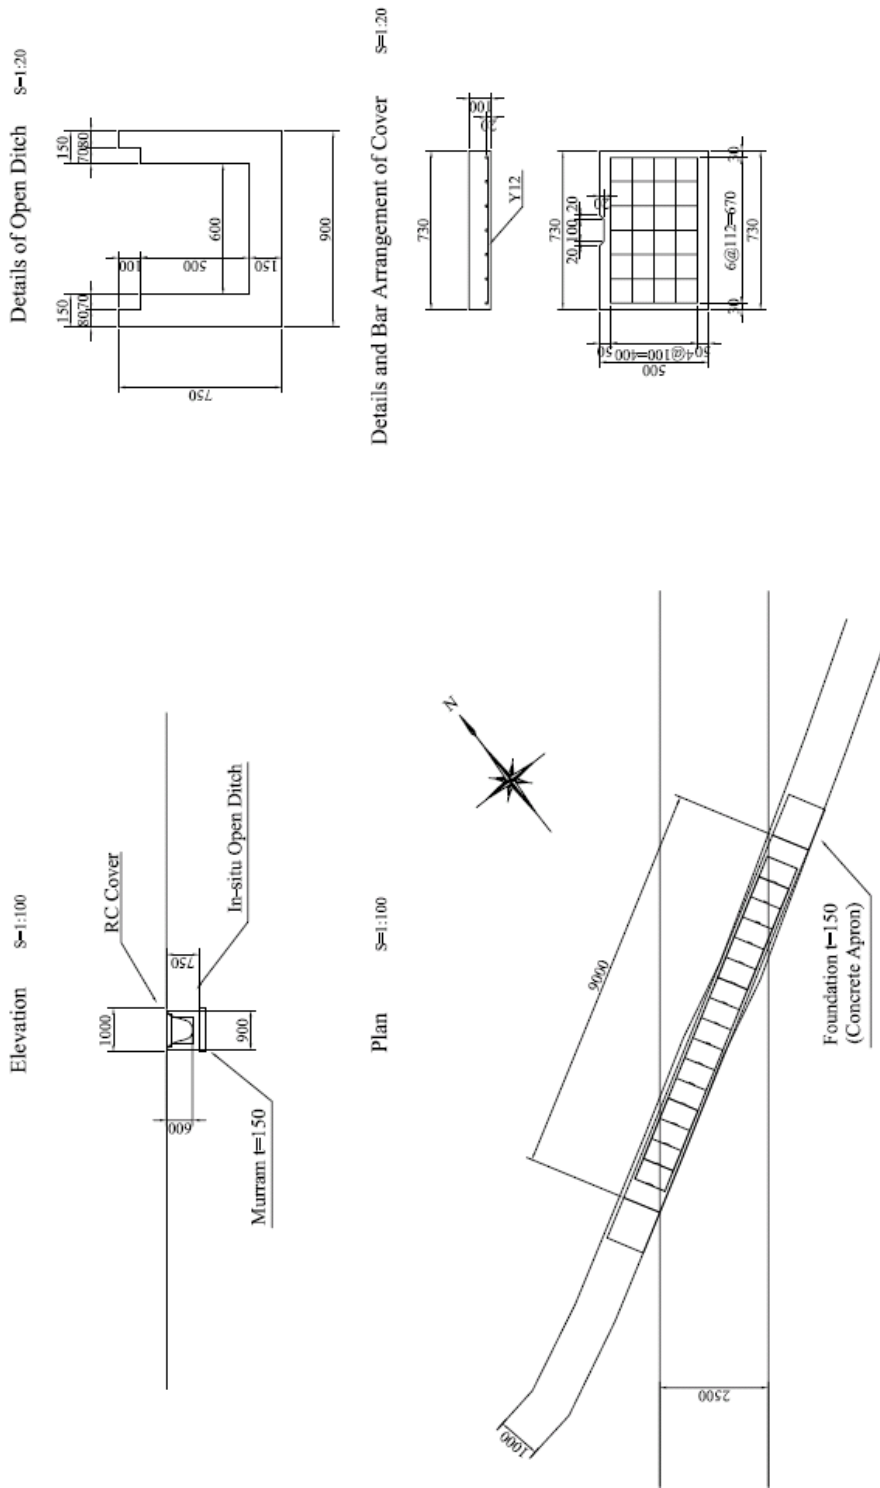 Elevation S=1:100
RC Cover
1000
750
In-situ Open Ditch
900
600
Murram t=150
Plan S=1:100
N
9000
Foundation t=150
(Concrete Apron)
2500
1000
Details of Open Ditch S=1:20
150
80 70
150
70 80
100
600
500
150
900
750
Details and Bar Arrangement of Cover S=1:20
730
100
20
Y12
730
20 100 20
20
50 4@100=400 50
500
30 30
6@112=670
730